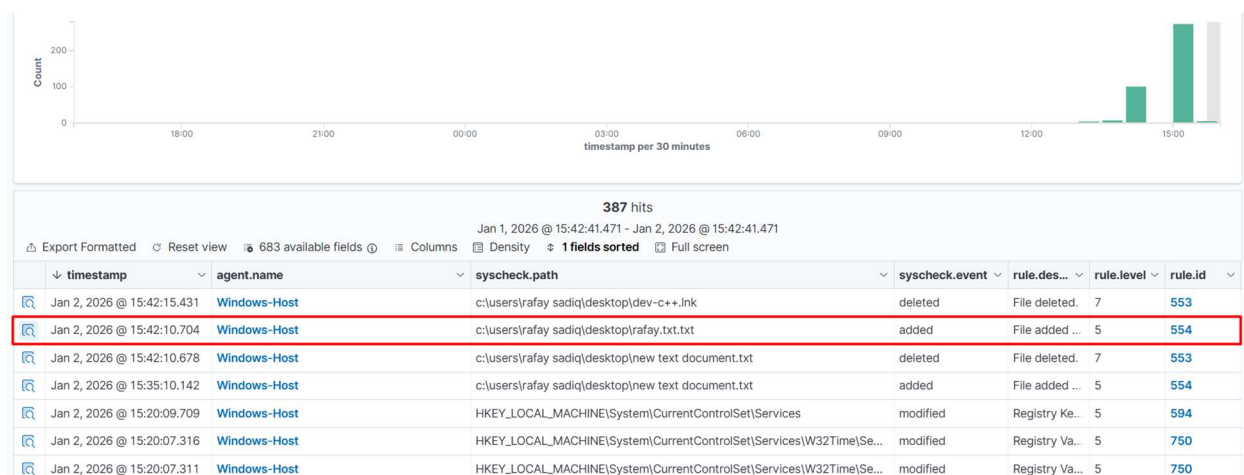 Count
200
100
0
18:00 21:00 00:00 03:00 06:00 09:00 12:00 15:00
timestamp per 30 minutes
387 hits
Jan 1, 2026 @ 15:42:41.471 - Jan 2, 2026 @ 15:42:41.471
Export Formatted Reset view 683 available fields Columns Density 1 fields sorted Full screen
timestamp agent.name syscheck.path syscheck.event rule.des... rule.level rule.id
Jan 2, 2026 @ 15:42:15.431 Windows-Host c:\users\rafay sadiq\desktop\dev-c++.lnk deleted File deleted. 7 553
Jan 2, 2026 @ 15:42:10.704 Windows-Host c:\users\rafay sadiq\desktop\rafay.txt.txt added File added ... 5 554
Jan 2, 2026 @ 15:42:10.678 Windows-Host c:\users\rafay sadiq\desktop\new text document.txt deleted File deleted. 7 553
Jan 2, 2026 @ 15:35:10.142 Windows-Host c:\users\rafay sadiq\desktop\new text document.txt added File added ... 5 554
Jan 2, 2026 @ 15:20:09.709 Windows-Host HKEY_LOCAL_MACHINE\System\CurrentControlSet\Services modified Registry Ke... 5 594
Jan 2, 2026 @ 15:20:07.316 Windows-Host HKEY_LOCAL_MACHINE\System\CurrentControlSet\Services\W32Time\Se... modified Registry Va... 5 750
Jan 2, 2026 @ 15:20:07.311 Windows-Host HKEY_LOCAL_MACHINE\System\CurrentControlSet\Services\W32Time\Se... modified Registry Va... 5 750